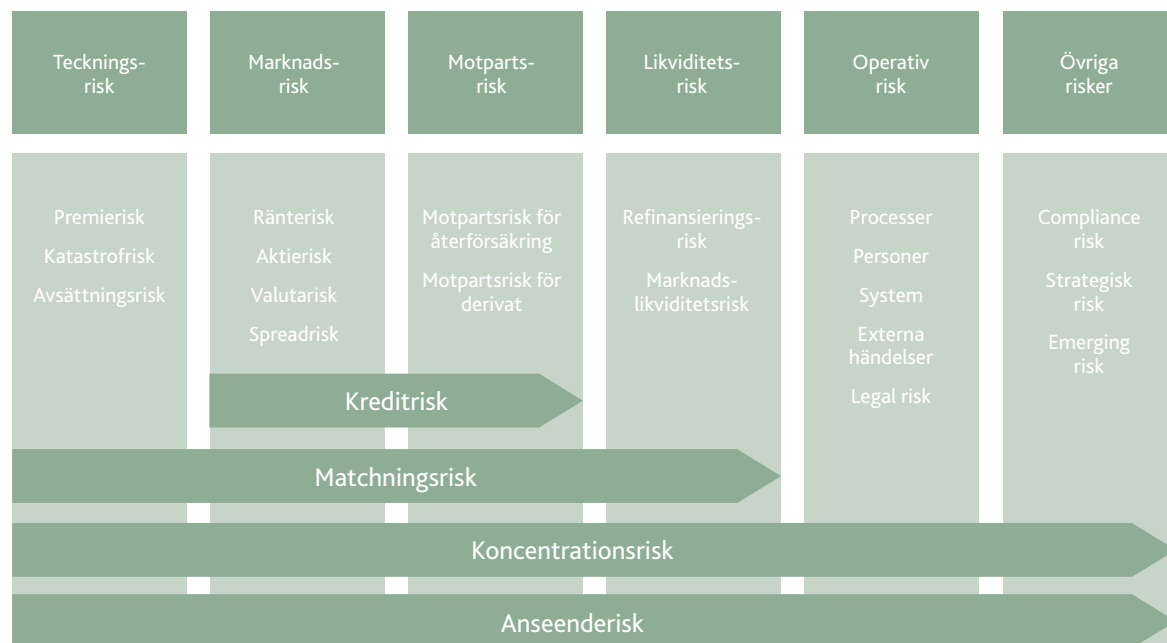 Tecknings-
risk
Marknads-
risk
Motparts-
risk
Likviditets-
risk
Operativ
risk
Övriga
risker
Premierisk
Katastrofrisk
Avsättningsrisk
Ränterisk
Aktierisk
Valutarisk
Spreadrisk
Motpartsrisk för
återförsäkring
Motpartsrisk för
derivat
Refinansierings-
risk
Marknads-
likviditetsrisk
Processer
Personer
System
Externa
händelser
Legal risk
Compliance
risk
Strategisk
risk
Emerging
risk
Kreditrisk
Matchningsrisk
Koncentrationsrisk
Anseenderisk